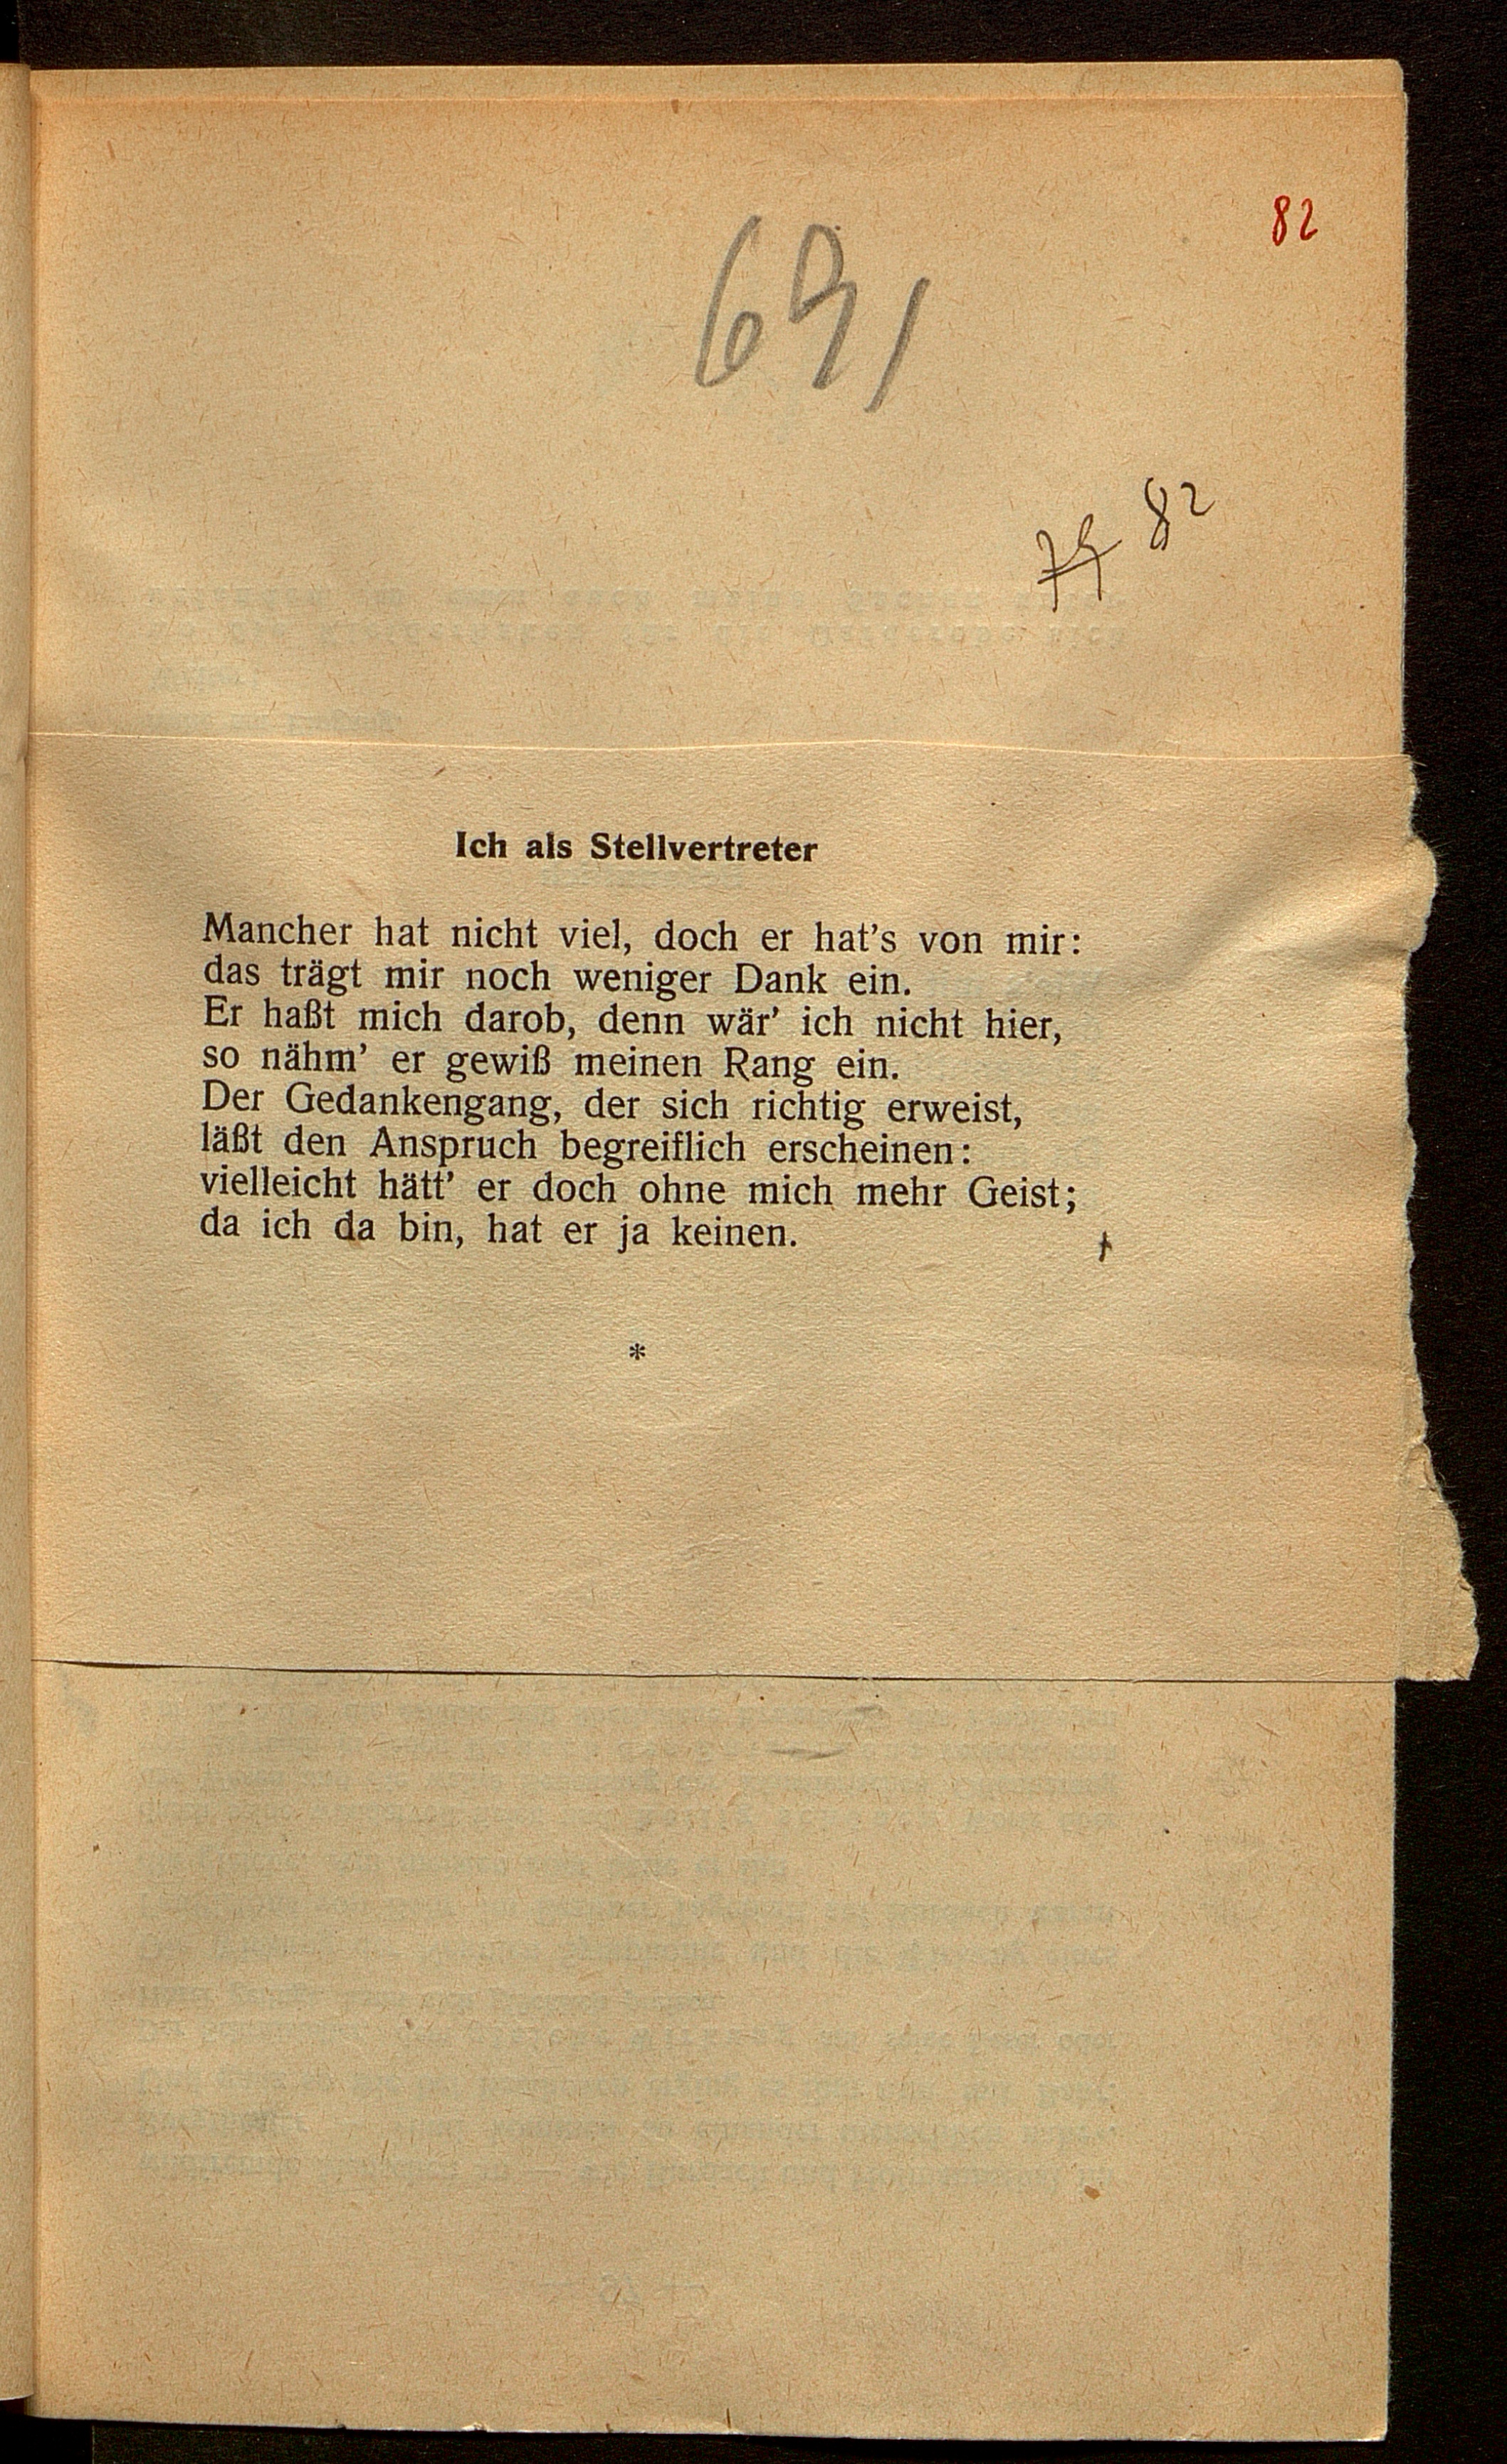 82
69/
79 82
Ich als Stellvertreter
Mancher hat nicht viel, doch er hat's von mir:
das trägt mir noch weniger Dank ein.
Er haßt mich darob, denn wär' ich nicht hier,
so nähm' er gewiß meinen Rang ein.
Der Gedankengang, der sich richtig erweist,
läßt den Anspruch begreiflich erscheinen:
vielleicht hätt' er doch ohne mich mehr Geist;
da ich da bin, hat er ja keinen.
*